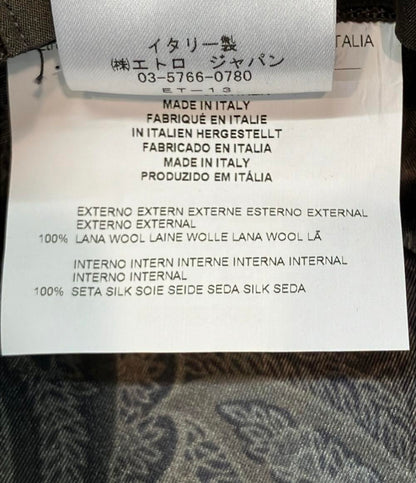 イタリー製
㈱エトロ ジャパン
03-5766-0780
ET-13
TALIA
MADE IN ITALY
FABRIQUÉ EN ITALIE
IN ITALIEN HERGESTELLT
FABRICADO EN ITALIA
MADE IN ITALY
PRODUZIDO EM ITÁLIA
EXTERNO EXTERN EXTERNE ESTERNO EXTERNAL
EXTERNO EXTERNAL
100% LANA WOOL LAINE WOLLE LANA WOOL LÃ
INTERNO INTERN INTERNE INTERNA INTERNAL
INTERNO INTERNAL
100% SETA SILK SOIE SEIDE SEDA SILK SEDA